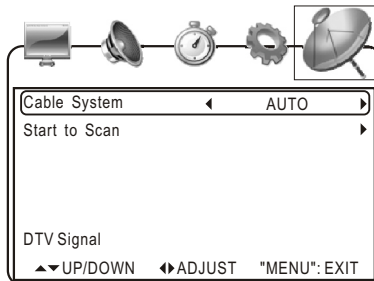 Cable System ◀ AUTO ▶
Start to Scan ▶
DTV Signal
▲▼UP/DOWN ◀▶ADJUST "MENU": EXIT